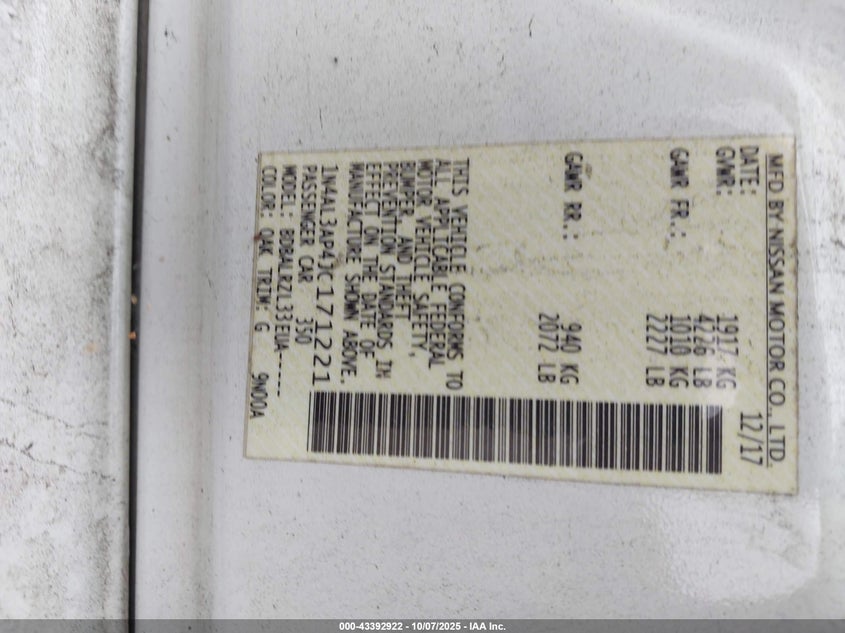 MFD BY NISSAN MOTOR CO., LTD.
DATE: 12/17
GVWR: 1917 KG
4226 LB
GAWR FR.: 1010 KG
2227 LB
GAWR RR.: 940 KG
2072 LB
THIS VEHICLE CONFORMS TO
ALL APPLICABLE FEDERAL
MOTOR VEHICLE SAFETY,
BUMPER, AND THEFT
PREVENTION STANDARDS IN
EFFECT ON THE DATE OF
MANUFACTURE SHOWN ABOVE.
1N4AL3AP4JC171221
PASSENGER CAR 350
MODEL: BDBALRZL33EUA-----
COLOR: QAK TRIM: G 9N00A
000-43392922 - 10/07/2025 - IAA Inc.